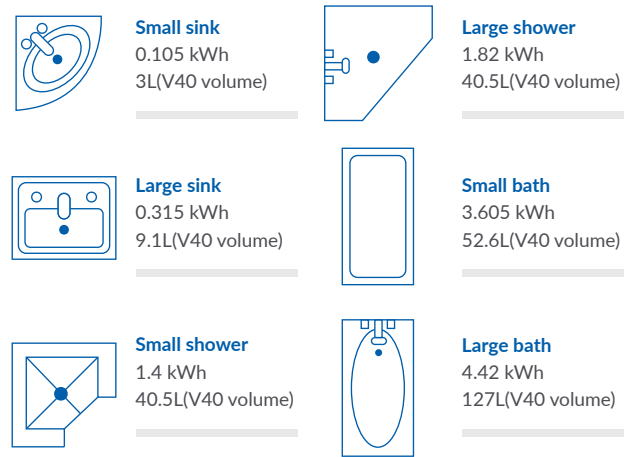 Small sink
0.105 kWh
3L(V40 volume)
Large shower
1.82 kWh
40.5L(V40 volume)
Large sink
0.315 kWh
9.1L(V40 volume)
Small bath
3.605 kWh
52.6L(V40 volume)
Small shower
1.4 kWh
40.5L(V40 volume)
Large bath
4.42 kWh
127L(V40 volume)